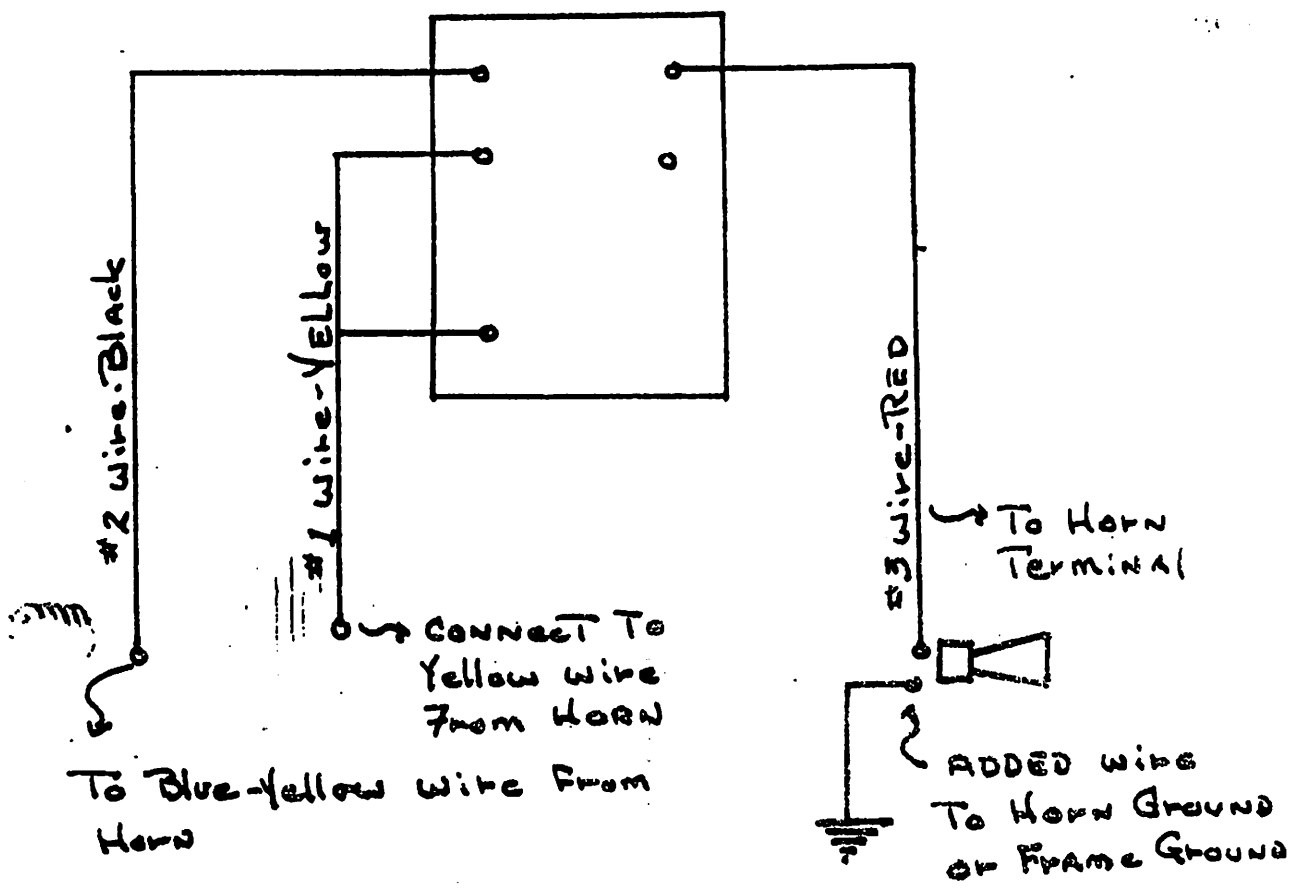 #2 Wire-Black
#1 Wire-YELLOW
#3 Wire-RED
To Horn
Terminal
CONNECT To
Yellow Wire
From HORN
To Blue-Yellow Wire From
Horn
ADDED Wire
To Horn Ground
or Frame Ground